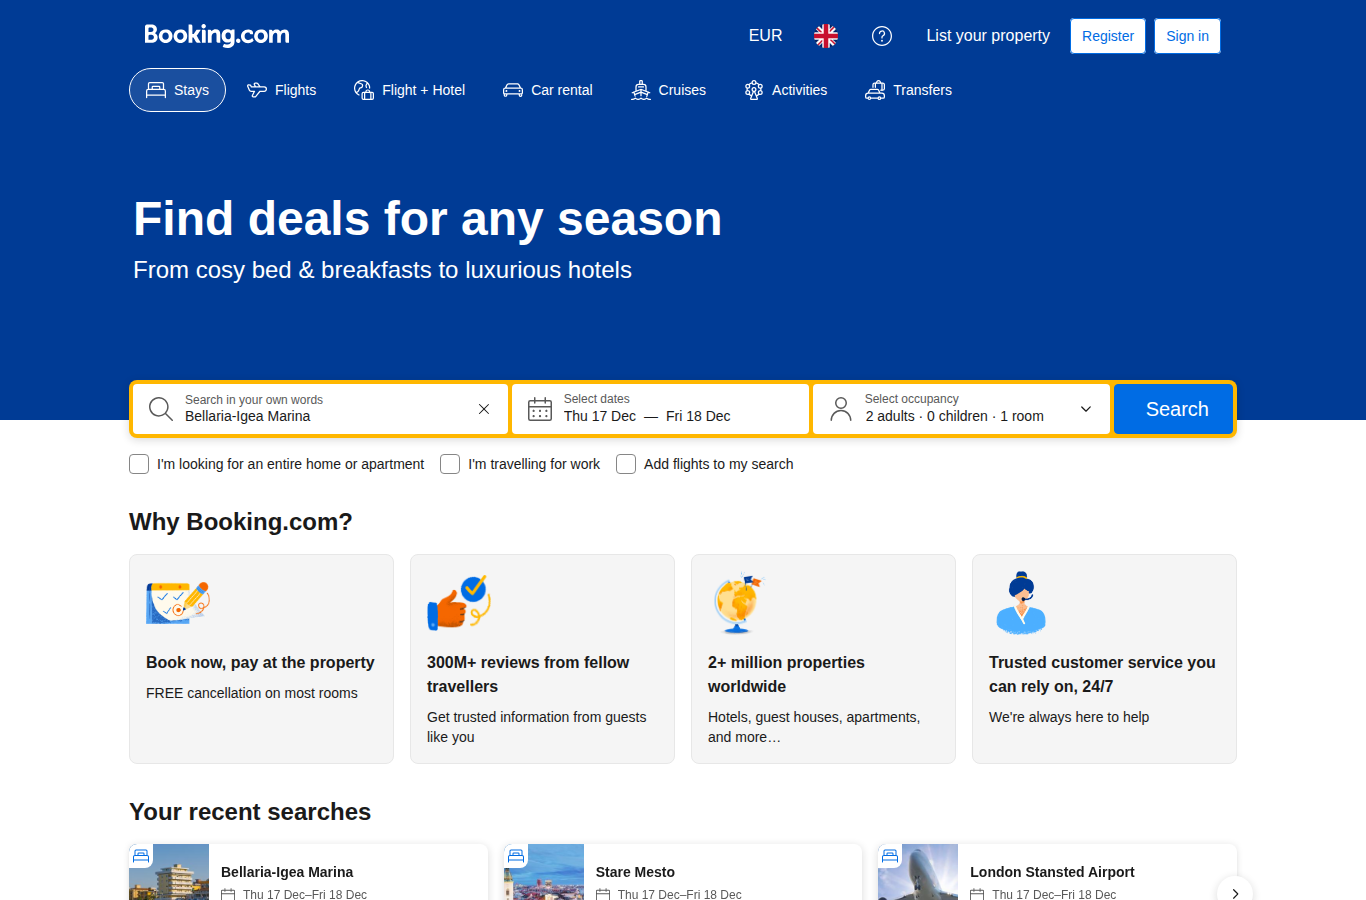 Booking.com
EUR
List your property
Register
Sign in
Stays
Flights
Flight + Hotel
Car rental
Cruises
Activities
Transfers
Find deals for any season
From cosy bed & breakfasts to luxurious hotels
Search in your own words
Bellaria-Igea Marina
Select dates
Thu 17 Dec — Fri 18 Dec
Select occupancy
2 adults · 0 children · 1 room
Search
I'm looking for an entire home or apartment
I'm travelling for work
Add flights to my search
Why Booking.com?
Book now, pay at the property
FREE cancellation on most rooms
300M+ reviews from fellow
travellers
Get trusted information from guests
like you
2+ million properties
worldwide
Hotels, guest houses, apartments,
and more…
Trusted customer service you
can rely on, 24/7
We're always here to help
Your recent searches
Bellaria-Igea Marina
Thu 17 Dec–Fri 18 Dec
Stare Mesto
Thu 17 Dec–Fri 18 Dec
London Stansted Airport
Thu 17 Dec–Fri 18 Dec